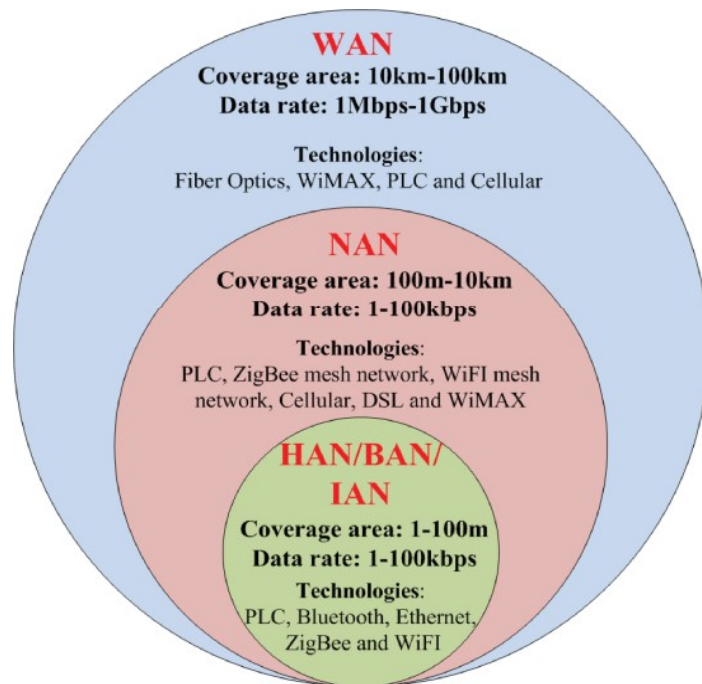 WAN
Coverage area: 10km-100km
Data rate: 1Mbps-1Gbps
Technologies:
Fiber Optics, WiMAX, PLC and Cellular
NAN
Coverage area: 100m-10km
Data rate: 1-100kbps
Technologies:
PLC, ZigBee mesh network, WiFI mesh
network, Cellular, DSL and WiMAX
HAN/BAN/
IAN
Coverage area: 1-100m
Data rate: 1-100kbps
Technologies:
PLC, Bluetooth, Ethernet,
ZigBee and WiFI